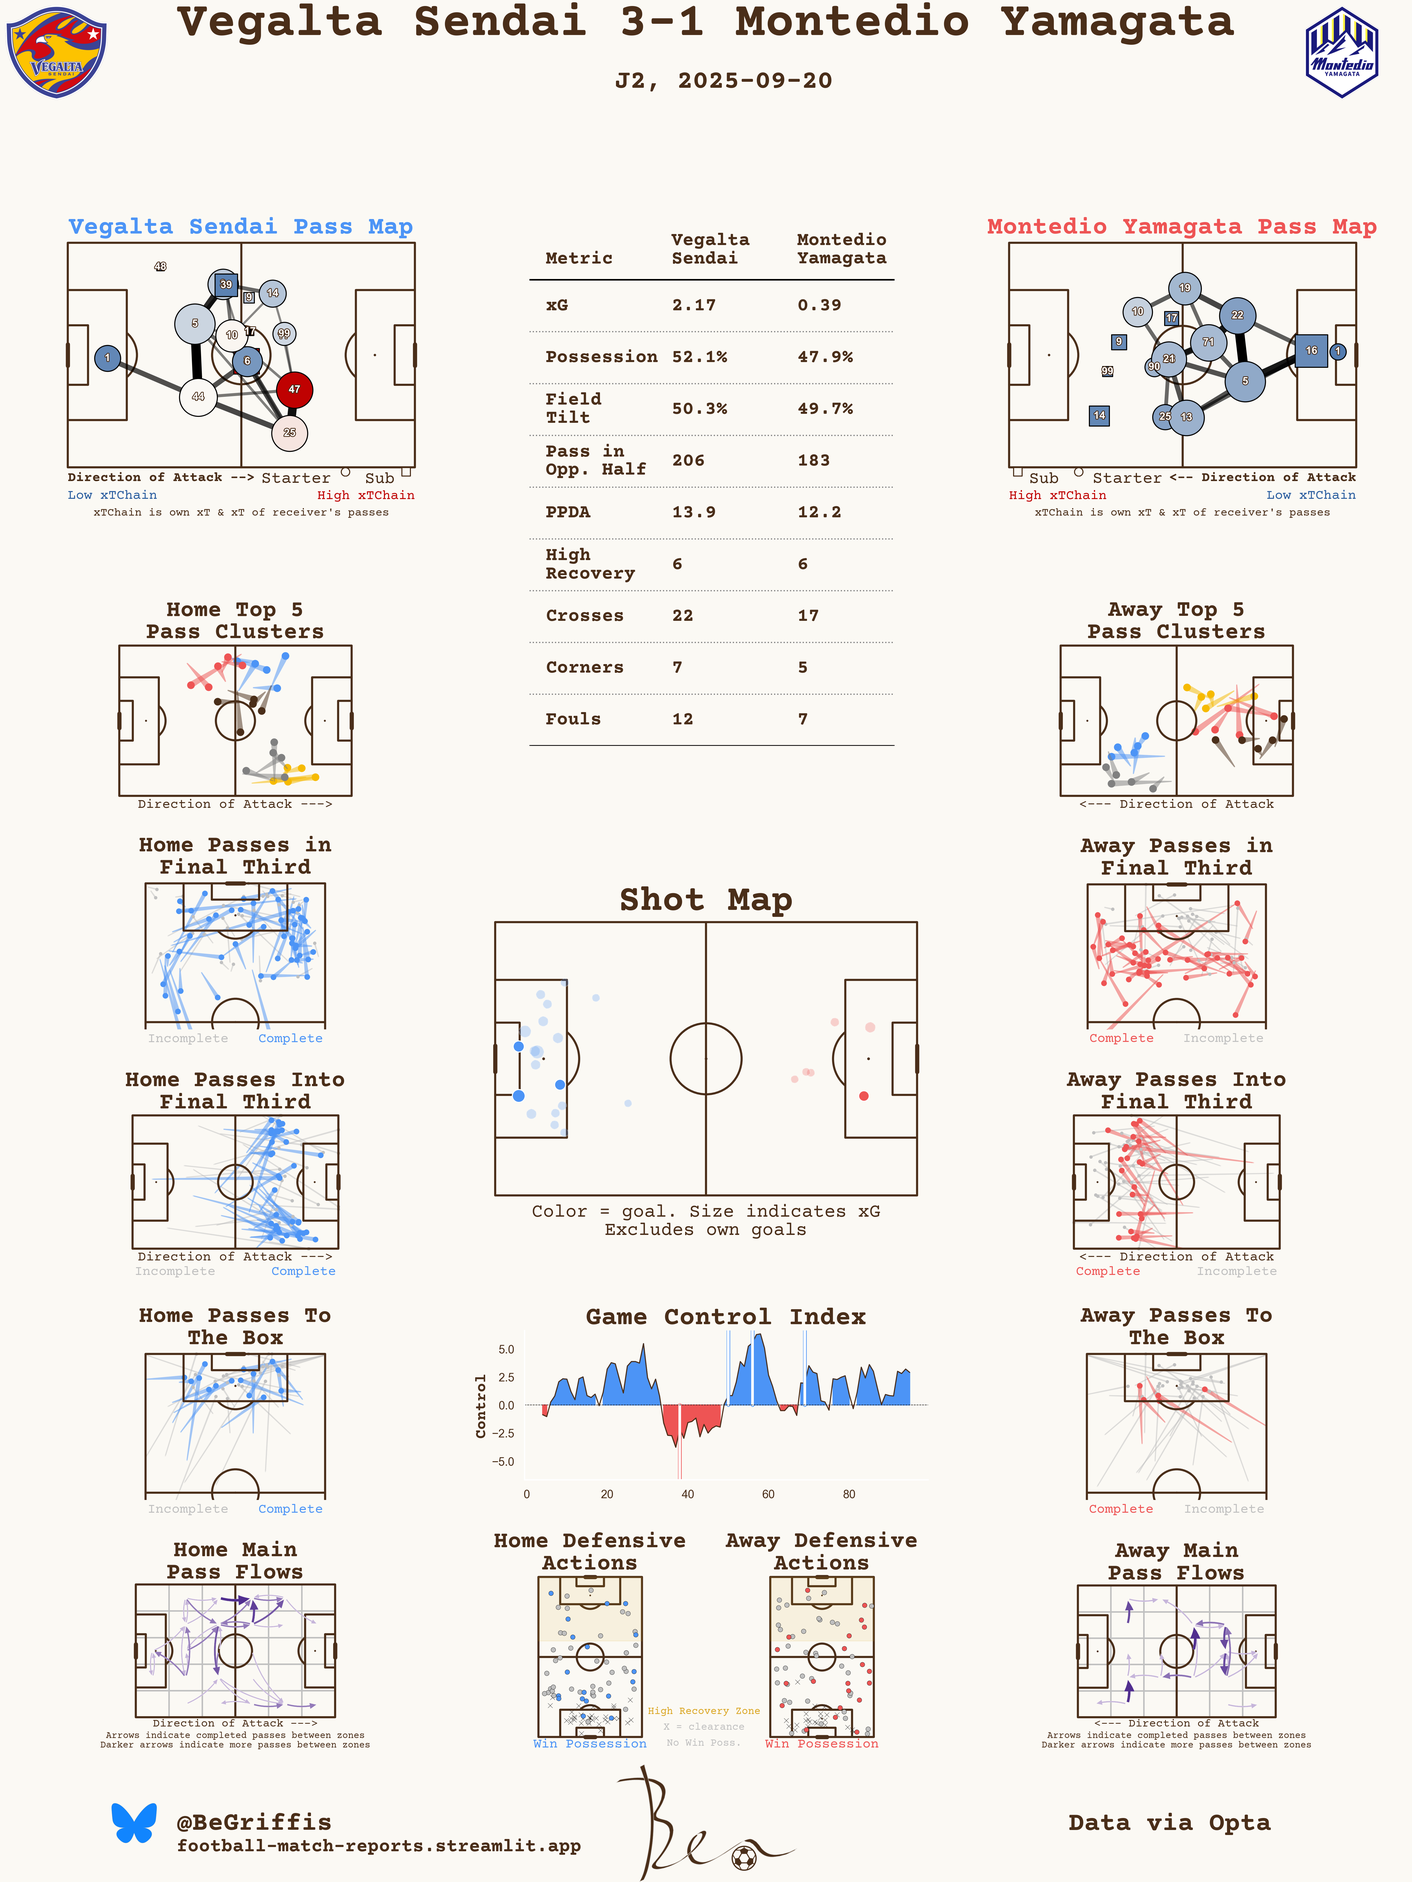 Vegalta Sendai 3-1 Montedio Yamagata
J2, 2025-09-20
VEGALTA
SENDAI
Montedio
YAMAGATA
Vegalta Sendai Pass Map
48
39
9
14
5
10
17
99
1
6
47
44
25
Direction of Attack --> Starter Sub
Low xTChain High xTChain
xTChain is own xT & xT of receiver's passes
Metric Vegalta Sendai Montedio Yamagata
xG 2.17 0.39
Possession 52.1% 47.9%
Field Tilt 50.3% 49.7%
Pass in Opp. Half 206 183
PPDA 13.9 12.2
High Recovery 6 6
Crosses 22 17
Corners 7 5
Fouls 12 7
Montedio Yamagata Pass Map
19
10
17
22
9
71
16
1
21
90
99
5
14
25
13
Sub Starter <-- Direction of Attack
High xTChain Low xTChain
xTChain is own xT & xT of receiver's passes
Home Top 5
Pass Clusters
Direction of Attack --->
Away Top 5
Pass Clusters
<--- Direction of Attack
Home Passes in
Final Third
Incomplete Complete
Shot Map
Color = goal. Size indicates xG
Excludes own goals
Away Passes in
Final Third
Complete Incomplete
Home Passes Into
Final Third
Direction of Attack --->
Incomplete Complete
Away Passes Into
Final Third
<--- Direction of Attack
Complete Incomplete
Home Passes To
The Box
Incomplete Complete
Game Control Index
Control
5.0
2.5
0.0
−2.5
−5.0
0 20 40 60 80
Away Passes To
The Box
Complete Incomplete
Home Main
Pass Flows
Direction of Attack --->
Arrows indicate completed passes between zones
Darker arrows indicate more passes between zones
Home Defensive
Actions
Win Possession
High Recovery Zone
X = clearance
No Win Poss.
Away Defensive
Actions
Win Possession
Away Main
Pass Flows
<--- Direction of Attack
Arrows indicate completed passes between zones
Darker arrows indicate more passes between zones
@BeGriffis
football-match-reports.streamlit.app
Ben
Data via Opta